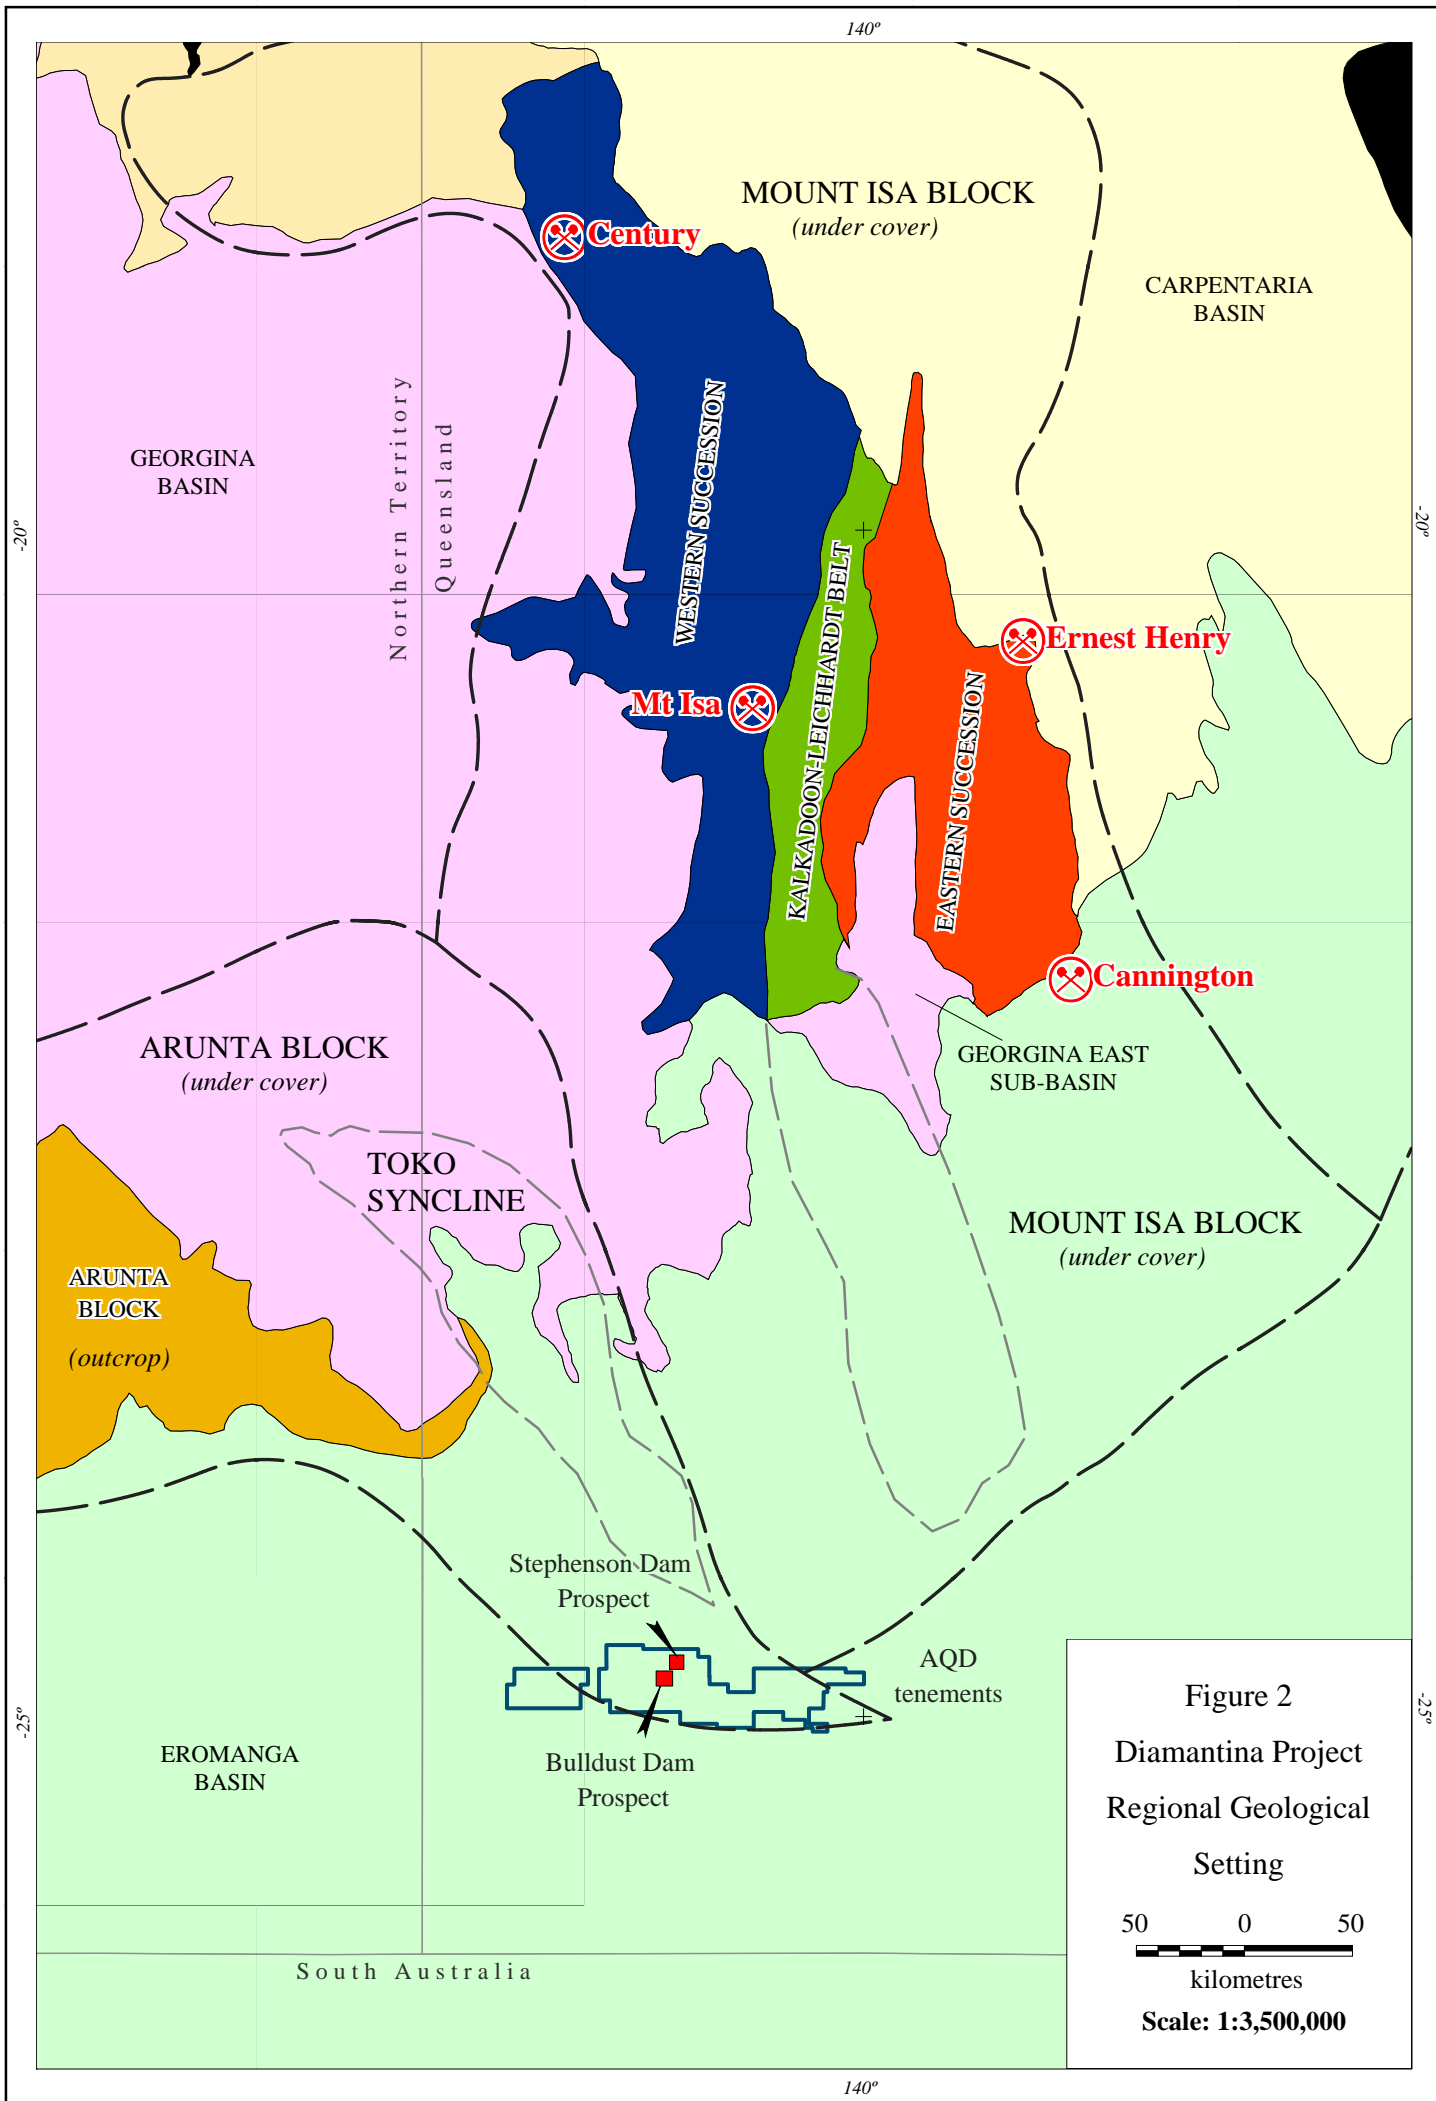 140º
MOUNT ISA BLOCK
(under cover)
Century
CARPENTARIA
BASIN
Northern Territory
Queensland
WESTERN SUCCESSION
GEORGINA
BASIN
-20º
-20º
KALKADOON-LEICHHARDT BELT
Ernest Henry
EASTERN SUCCESSION
Mt Isa
Cannington
ARUNTA BLOCK
(under cover)
GEORGINA EAST
SUB-BASIN
TOKO
SYNCLINE
MOUNT ISA BLOCK
(under cover)
ARUNTA
BLOCK
(outcrop)
Stephenson Dam
Prospect
AQD
tenements
-25º
-25º
EROMANGA
BASIN
Bulldust Dam
Prospect
South Australia
Figure 2
Diamantina Project
Regional Geological
Setting
50 0 50
kilometres
Scale: 1:3,500,000
140º